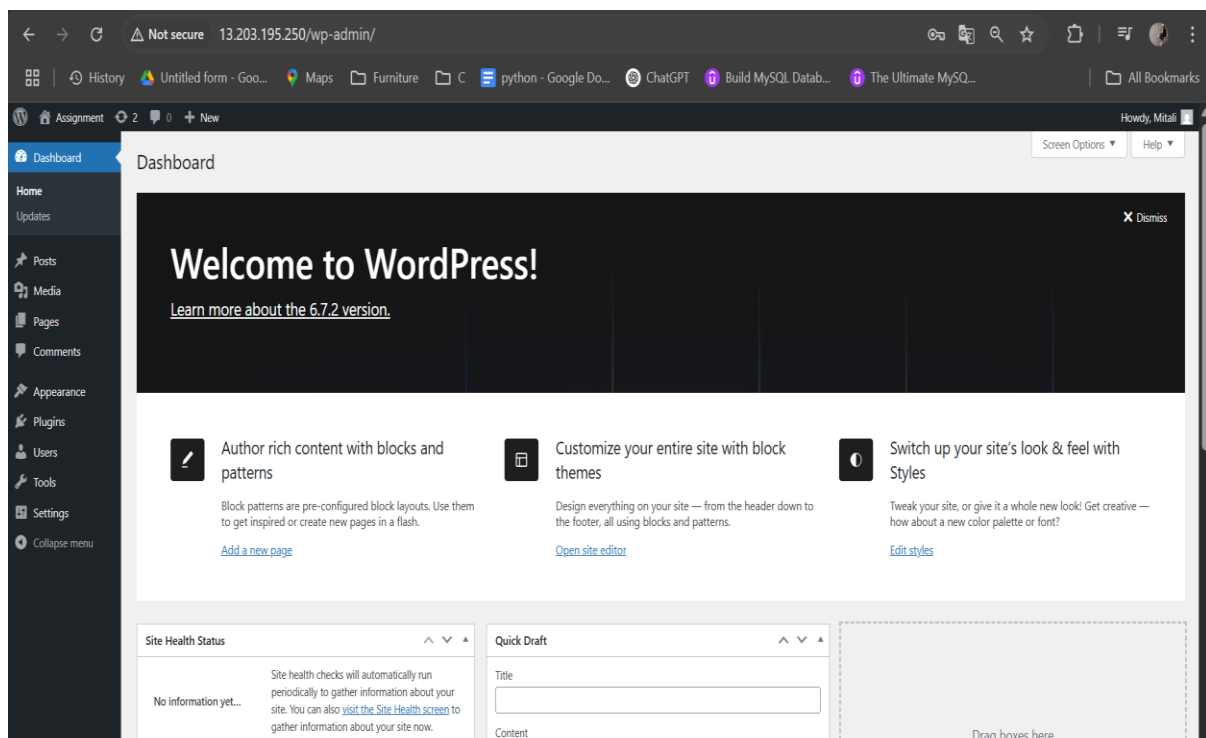 Not secure 13.203.195.250/wp-admin/
History Untitled form - Goo... Maps Furniture C python - Google Do... ChatGPT Build MySQL Datab... The Ultimate MySQ... All Bookmarks
Assignment 2 0 + New Howdy, Mitali
Dashboard
Home
Updates
Posts
Media
Pages
Comments
Appearance
Plugins
Users
Tools
Settings
Collapse menu
Screen Options ▼ Help ▼
Dashboard
Dismiss
Welcome to WordPress!
Learn more about the 6.7.2 version.
Author rich content with blocks and
patterns
Block patterns are pre-configured block layouts. Use them
to get inspired or create new pages in a flash.
Add a new page
Customize your entire site with block
themes
Design everything on your site — from the header down to
the footer, all using blocks and patterns.
Open site editor
Switch up your site's look & feel with
Styles
Tweak your site, or give it a whole new look! Get creative —
how about a new color palette or font?
Edit styles
Site Health Status
No information yet...
Site health checks will automatically run
periodically to gather information about your
site. You can also visit the Site Health screen to
gather information about your site now.
Quick Draft
Title
Content
Drag boxes here